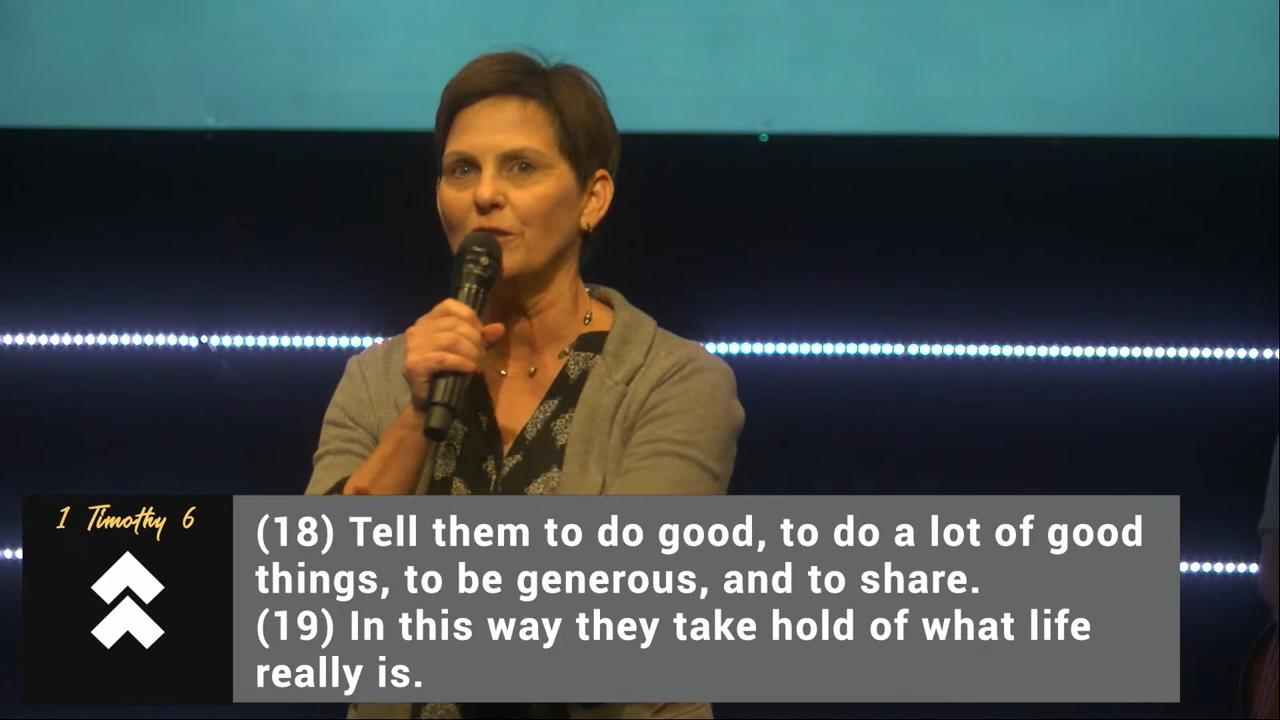 1 Timothy 6
(18) Tell them to do good, to do a lot of good
things, to be generous, and to share.
(19) In this way they take hold of what life
really is.